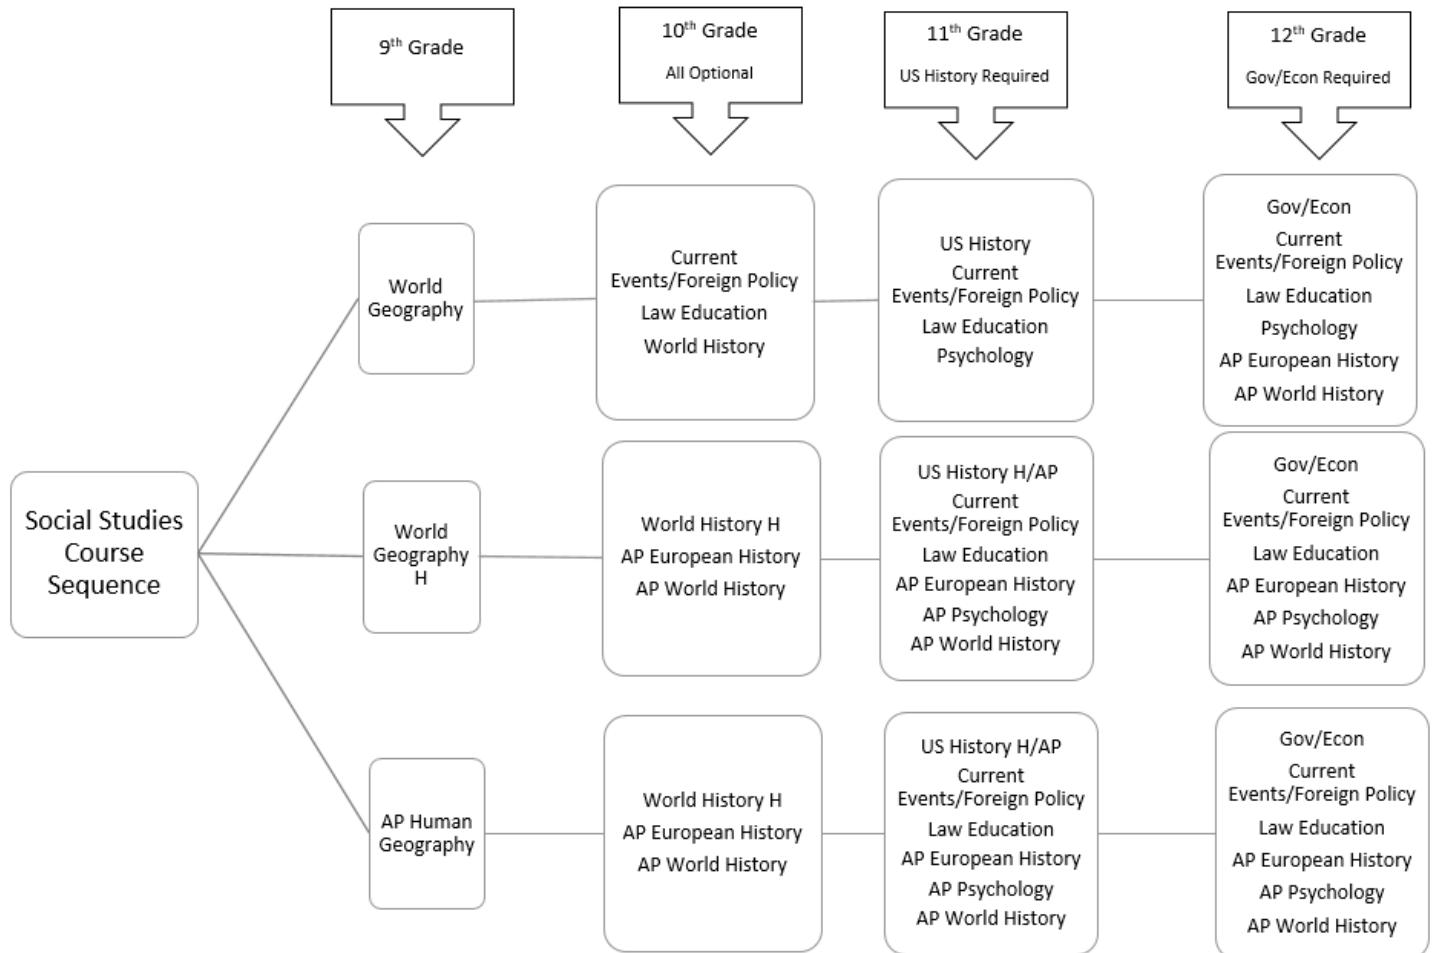 9th Grade
10th Grade
All Optional
11th Grade
US History Required
12th Grade
Gov/Econ Required
Social Studies
Course
Sequence
World
Geography
Current
Events/Foreign Policy
Law Education
World History
US History
Current
Events/Foreign Policy
Law Education
Psychology
Gov/Econ
Current
Events/Foreign Policy
Law Education
Psychology
AP European History
AP World History
World
Geography
H
World History H
AP European History
AP World History
US History H/AP
Current
Events/Foreign Policy
Law Education
AP European History
AP Psychology
AP World History
Gov/Econ
Current
Events/Foreign Policy
Law Education
AP European History
AP Psychology
AP World History
AP Human
Geography
World History H
AP European History
AP World History
US History H/AP
Current
Events/Foreign Policy
Law Education
AP European History
AP Psychology
AP World History
Gov/Econ
Current
Events/Foreign Policy
Law Education
AP European History
AP Psychology
AP World History